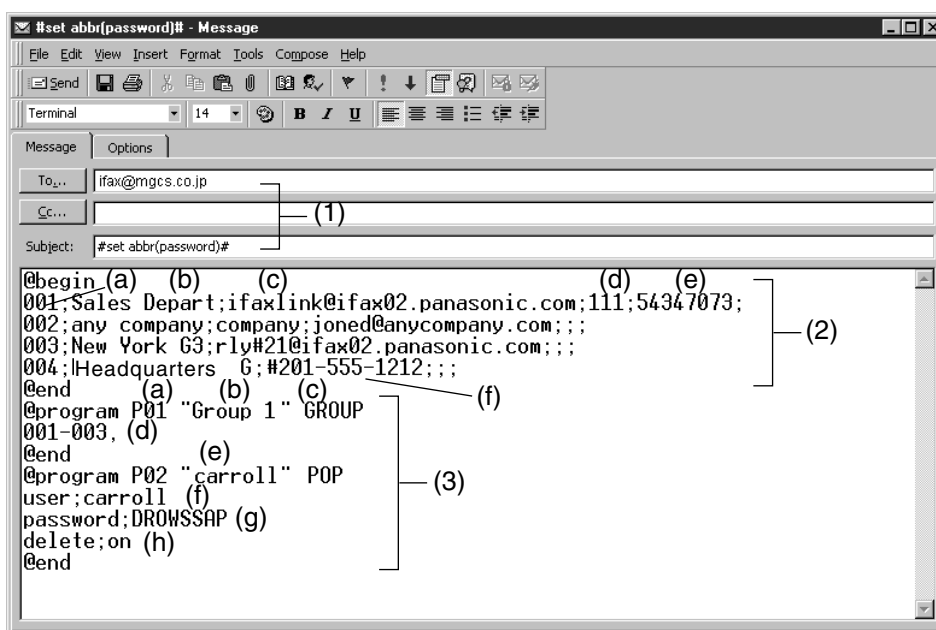 #set abbr(password)# - Message
File Edit View Insert Format Tools Compose Help
Send
Terminal 14 B I U
Message Options
To... ifax@mgcs.co.jp
(1)
Cc...
Subject: #set abbr(password)#
@begin (a) (b) (c) (d) (e)
001;Sales Depart;ifaxlink@ifax02.panasonic.com;111;54347073;
002;any company;company;joned@anycompany.com;;;
(2)
003;New York G3;rly#21@ifax02.panasonic.com;;;
004;Headquarters G;#201-555-1212;;;
@end (a) (b) (c) (f)
@program P01 "Group 1" GROUP
001-003, (d)
@end (e)
@program P02 "carroll" POP
(3)
user;carroll (f)
password;DROWSSAP (g)
delete;on (h)
@end